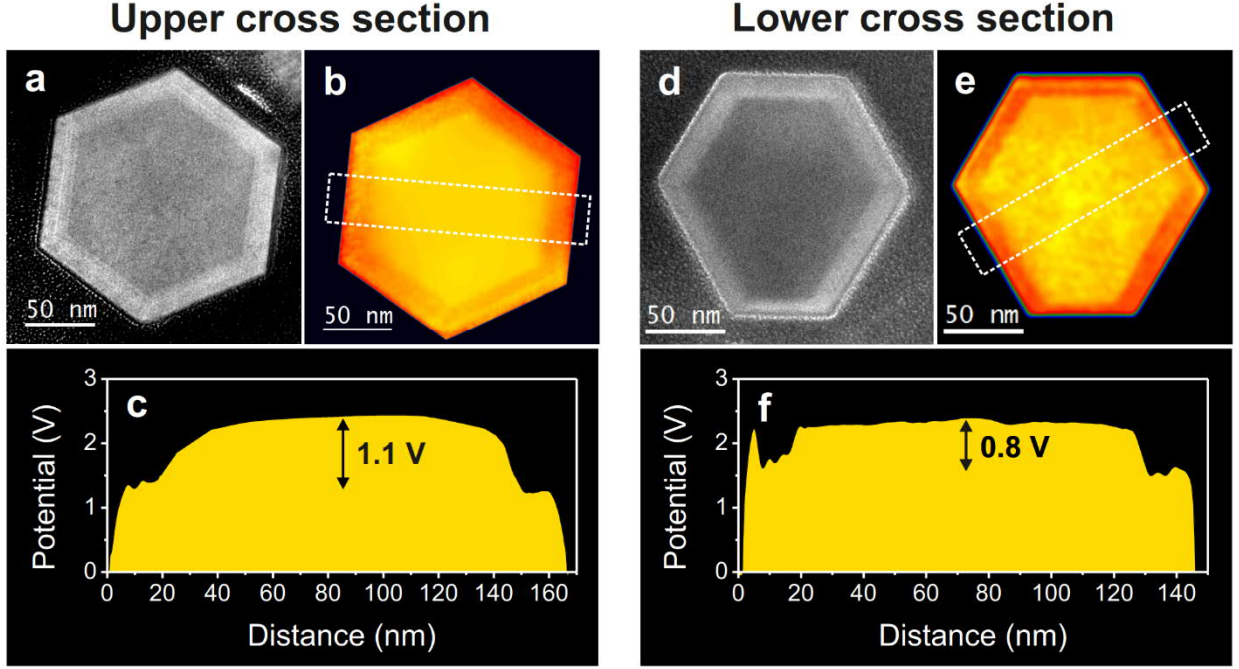 Upper cross section
Lower cross section
a
b
d
e
50 nm
50 nm
50 nm
50 nm
c
3
2
1
0
Potential (V)
1.1 V
0 20 40 60 80 100 120 140 160
Distance (nm)
f
3
2
1
0
Potential (V)
0.8 V
0 20 40 60 80 100 120 140
Distance (nm)